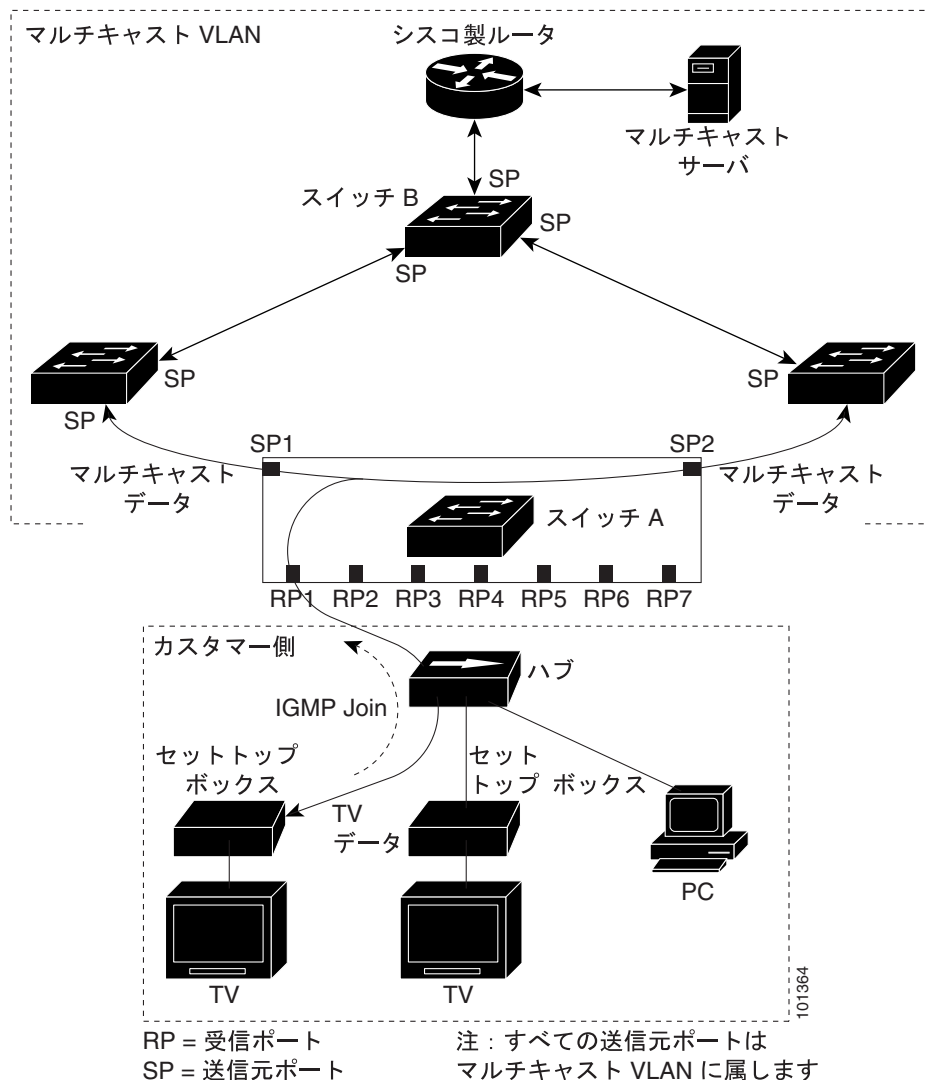 マルチキャスト VLAN
シスコ製ルータ
マルチキャスト
サーバ
スイッチ B
SP
SP
SP
SP
SP
SP
SP1
SP2
マルチキャスト
データ
マルチキャスト
データ
スイッチ A
RP1
RP2
RP3
RP4
RP5
RP6
RP7
カスタマー側
ハブ
IGMP Join
セットトップ
ボックス
セット
トップ ボックス
TV
データ
PC
TV
TV
101364
RP = 受信ポート
SP = 送信元ポート
注 : すべての送信元ポートは
マルチキャスト VLAN に属します